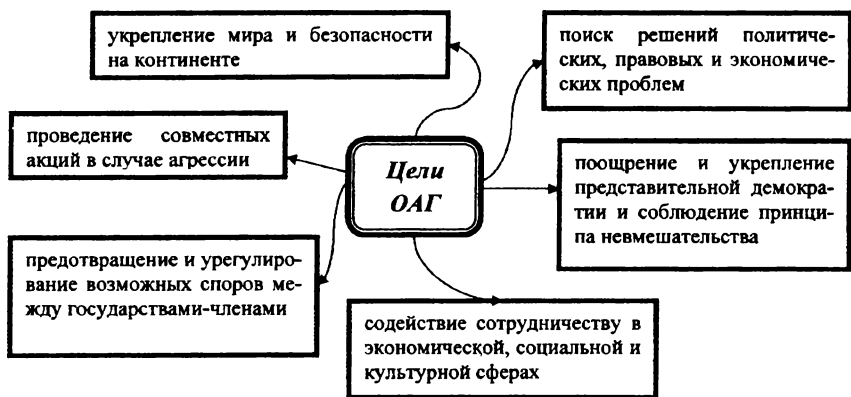 укрепление мира и безопасности
на континенте
поиск решений политиче-
ских, правовых и экономиче-
ских проблем
проведение совместных
акций в случае агрессии
Цели
ОАГ
поощрение и укрепление
представительной демокра-
тии и соблюдение принци-
па невмешательства
предотвращение и урегулиро-
вание возможных споров ме-
жду государствами-членами
содействие сотрудничеству в
экономической, социальной и
культурной сферах